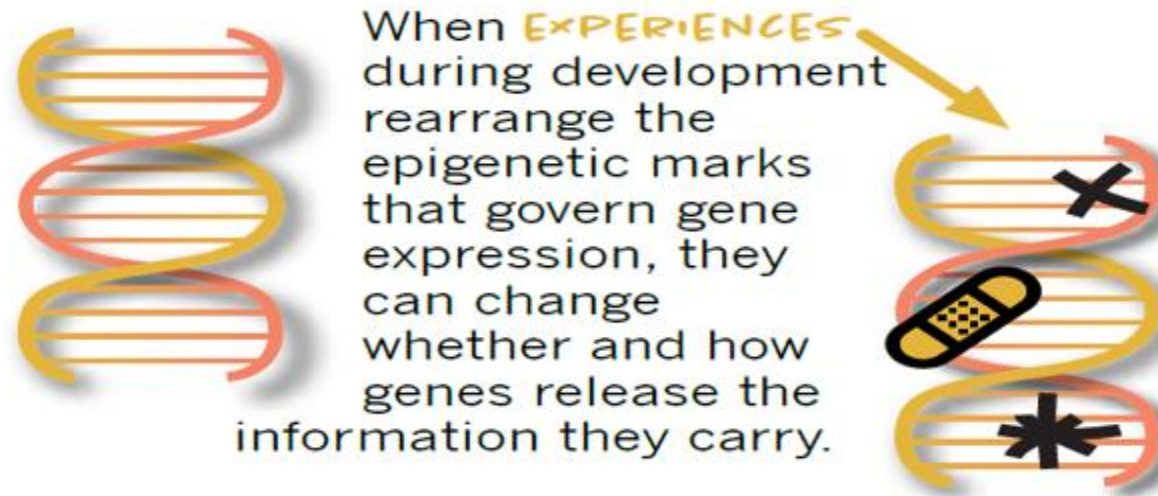 When EXPERIENCES
during development
rearrange the
epigenetic marks
that govern gene
expression, they
can change
whether and how
genes release the
information they carry.